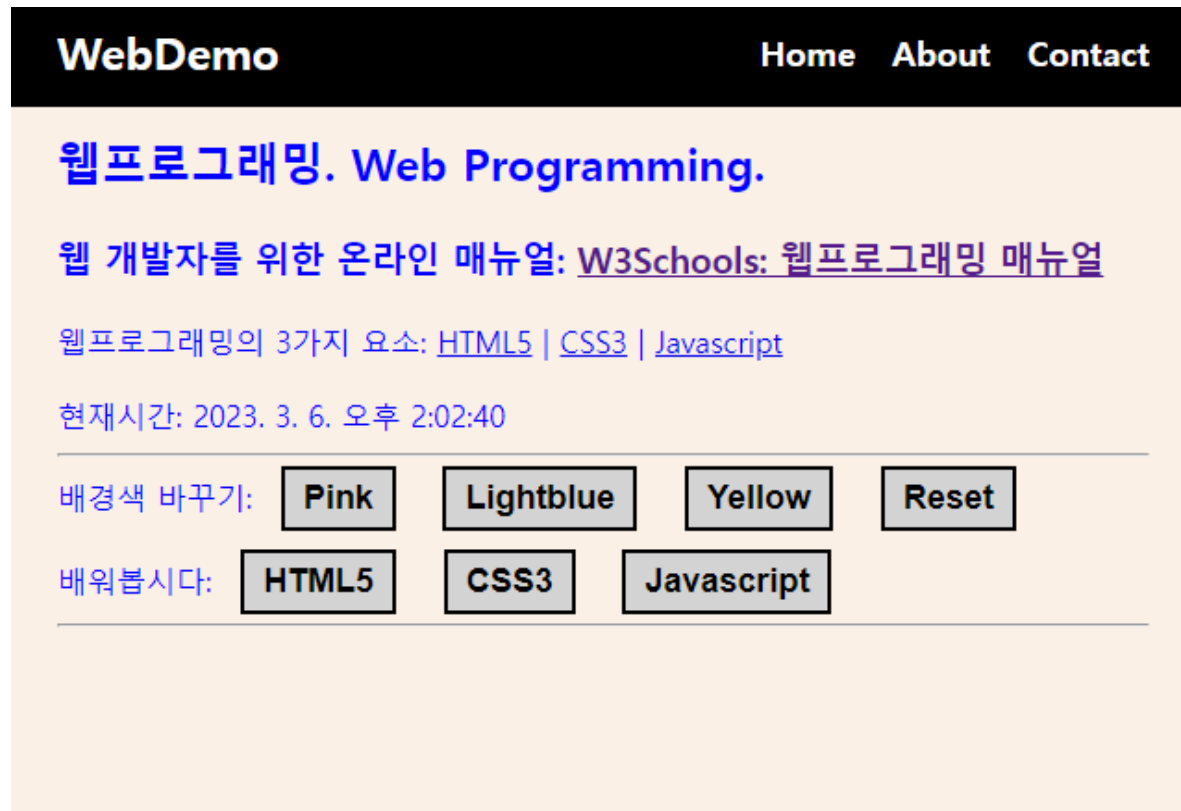 WebDemo Home About Contact
웹프로그래밍. Web Programming.
웹 개발자를 위한 온라인 매뉴얼: W3Schools: 웹프로그래밍 매뉴얼
웹프로그래밍의 3가지 요소: HTML5 | CSS3 | Javascript
현재시간: 2023. 3. 6. 오후 2:02:40
배경색 바꾸기: Pink Lightblue Yellow Reset
배워봅시다: HTML5 CSS3 Javascript